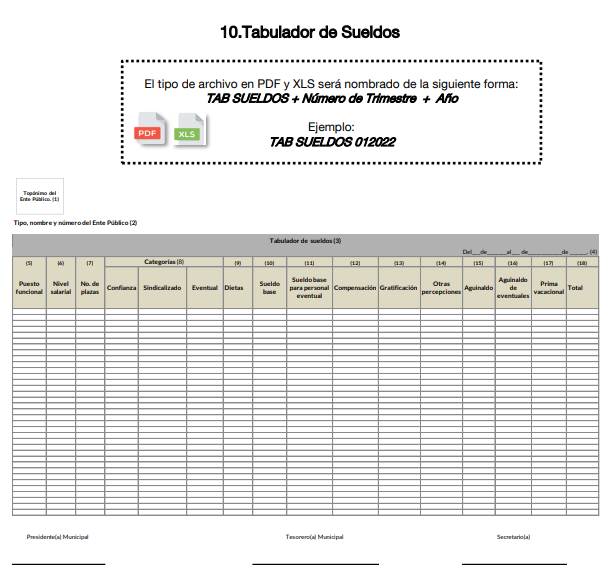 10.Tabulador de Sueldos
El tipo de archivo en PDF y XLS será nombrado de la siguiente forma:
TAB SUELDOS + Número de Trimestre + Año
PDF XLS
Ejemplo:
TAB SUELDOS 012022
Topónimo del
Ente Público. (1)
Tipo, nombre y número del Ente Público (2)
Tabulador de sueldos (3)
Del___de______al___ de__________de _____. (4)
(5) (6) (7) Categorías (8) (9) (10) (11) (12) (13) (14) (15) (16) (17) (18)
Puesto funcional Nivel salarial No. de plazas Confianza Sindicalizado Eventual Dietas Sueldo base Sueldo base para personal eventual Compensación Gratificación Otras percepciones Aguinaldo Aguinaldo de eventuales Prima vacacional Total
Presidente(a) Municipal Tesorero(a) Municipal Secretario(a)